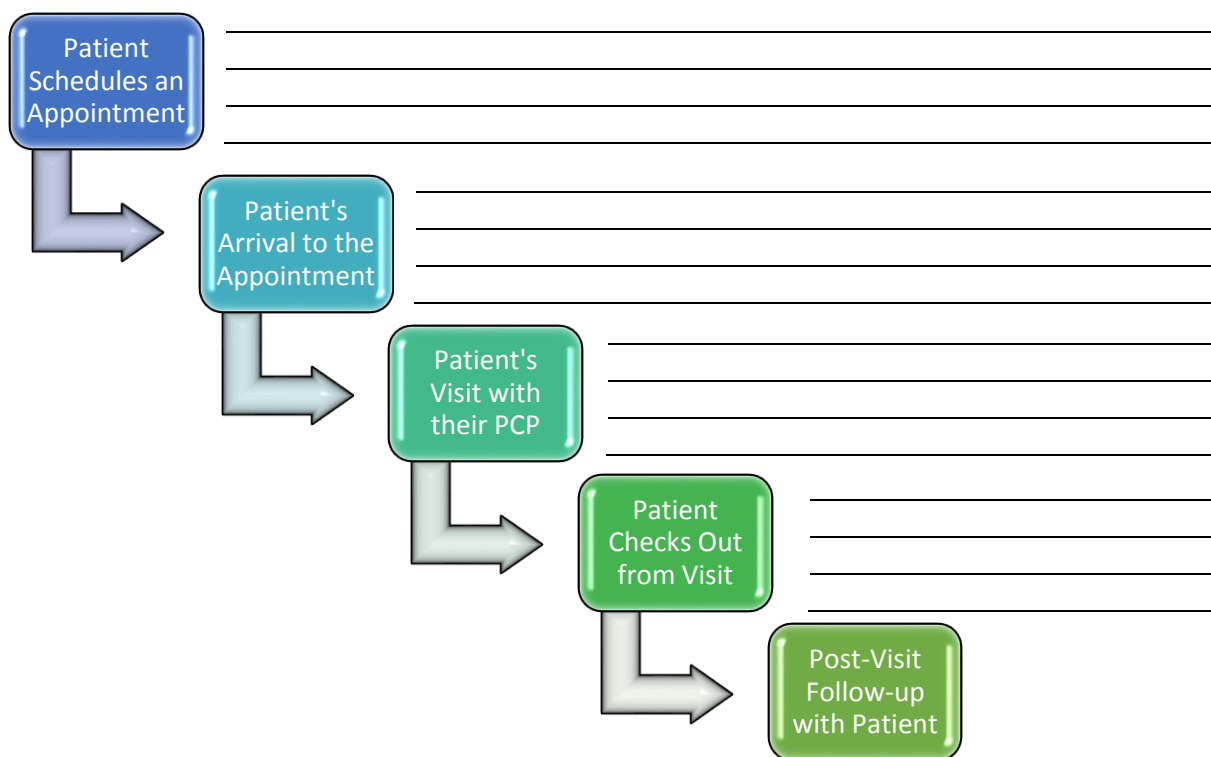 Patient
Schedules an
Appointment
Patient's
Arrival to the
Appointment
Patient's
Visit with
their PCP
Patient
Checks Out
from Visit
Post-Visit
Follow-up
with Patient